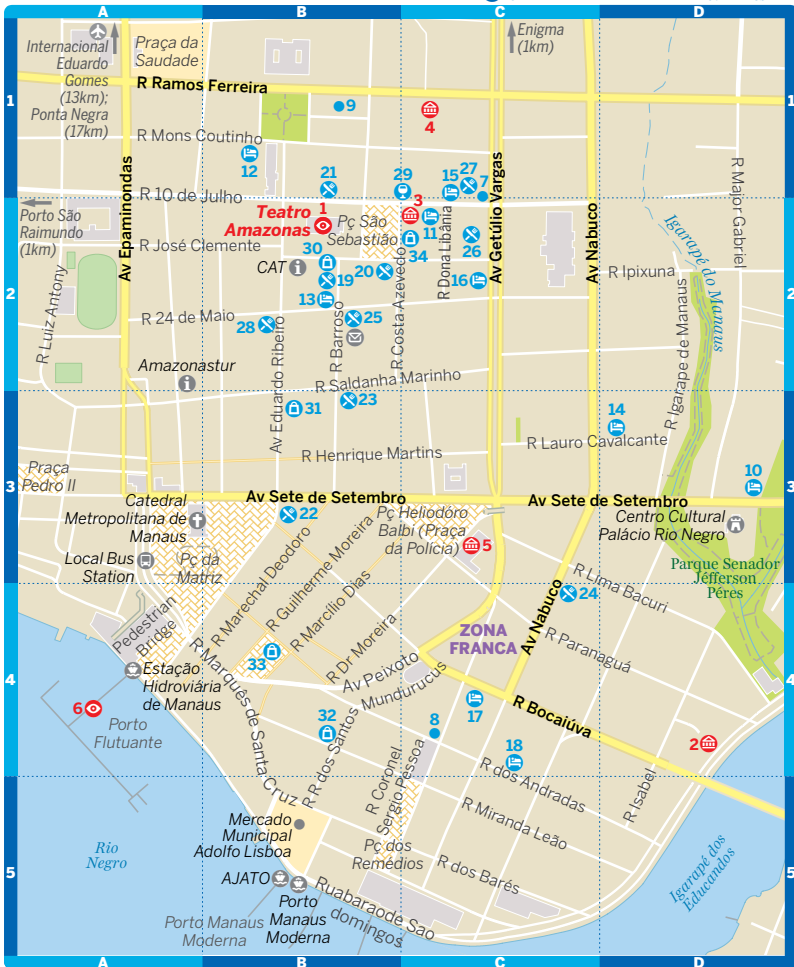 A
B
C
D
Internacional
Eduardo
Gomes
(13km);
Ponta Negra
(17km)
Praça da
Saudade
Enigma
(1km)
R Ramos Ferreira
1
1
9
4
R Mons Coutinho
12
21
29
15
27
7
R 10 de Julho
Av Epaminondas
Av Getúlio Vargas
Av Nabuco
R Major Gabriel
Porto São
Raimundo
(1km)
1
Teatro
Amazonas
Pç São
Sebastião
3
11
34
R Dona Libânia
26
Igarapé do Manaus
R José Clemente
30
CAT
19
20
16
R Ipixuna
2
2
13
R Luiz Antony
R 24 de Maio
28
25
R Costa Azevedo
R Barroso
Av Eduardo Ribeiro
R Igarape de Manaus
Amazonastur
R Saldanha Marinho
31
23
14
R Lauro Cavalcante
R Henrique Martins
10
Praça
Pedro II
3
3
Av Sete de Setembro
Av Sete de Setembro
Catedral
Metropolitana de
Manaus
22
Pç Heliodóro
Balbi (Praça
da Polícia)
5
Centro Cultural
Palácio Rio Negro
Local Bus
Station
Pç da
Matriz
R Marechal Deodoro
R Guilherme Moreira
R Marcílio Dias
R Dr Moreira
Parque Senador
Jéfferson
Péres
R Lima Bacuri
24
Av Nabuco
R Paranaguá
ZONA
FRANCA
Pedestrian
Bridge
33
Av Peixoto
Mundurucus
4
4
Estação
Hidroviária
de Manaus
R Marquês de Santa Cruz
6
Porto
Flutuante
17
R Bocaiúva
32
8
2
18
R R dos Santos
R Coronel
Sergio Pessoa
R dos Andradas
R Isabel
R Miranda Leão
Mercado
Municipal
Adolfo Lisboa
Pç dos
Remédios
R dos Barés
5
5
Rio
Negro
AJATO
Porto
Manaus
Moderna
Porto Manaus
Moderna
Ruabaraode Sao
domingos
Igarapé dos
Educandos
A
B
C
D